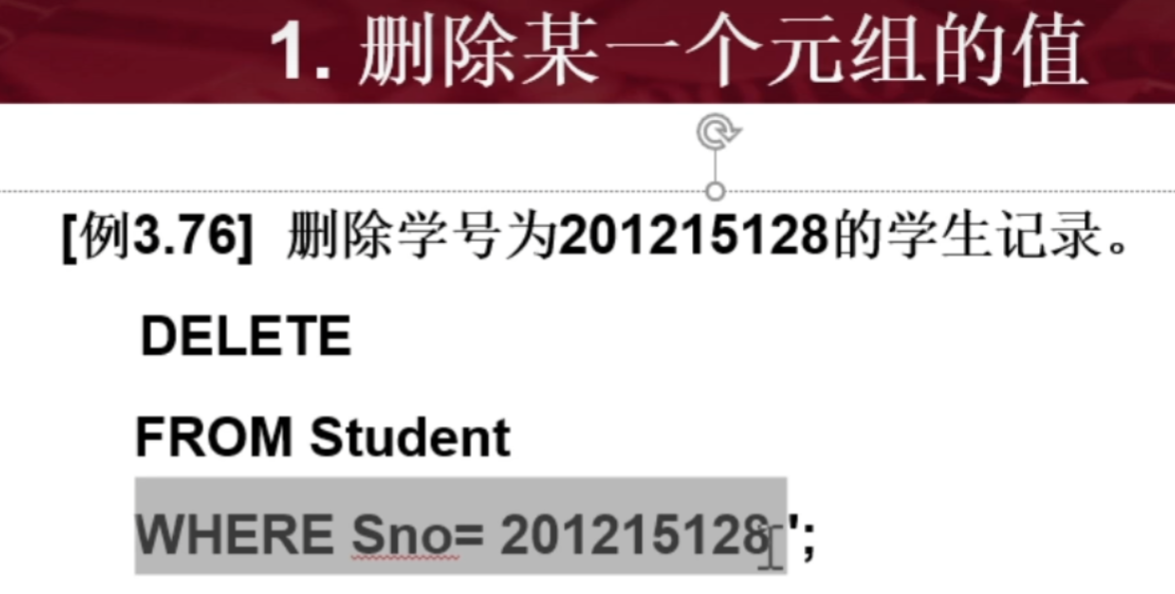 1. 删除某一个元组的值
[例3.76] 删除学号为201215128的学生记录。
DELETE
FROM Student
WHERE Sno= 201215128 ';